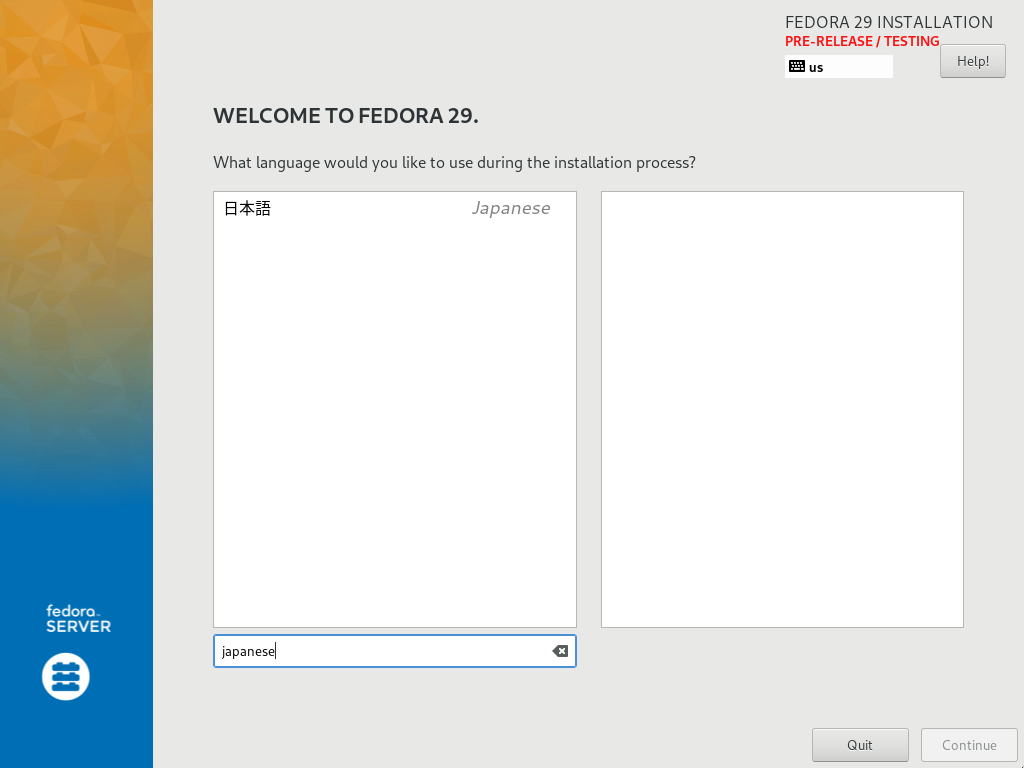 FEDORA 29 INSTALLATION
PRE-RELEASE / TESTING
us
Help!
WELCOME TO FEDORA 29.
What language would you like to use during the installation process?
日本語 Japanese
japanese
fedora™
SERVER
Quit
Continue